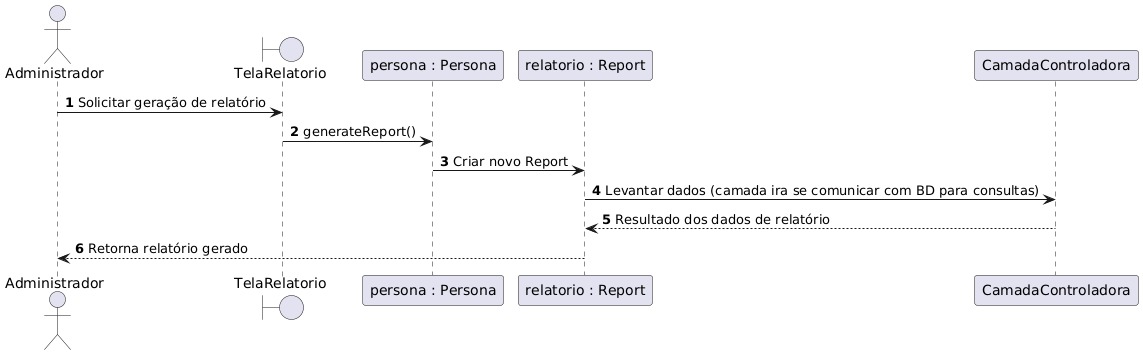 Administrador
TelaRelatorio
persona : Persona
relatorio : Report
CamadaControladora
1 Solicitar geração de relatório
2 generateReport()
3 Criar novo Report
4 Levantar dados (camada ira se comunicar com BD para consultas)
5 Resultado dos dados de relatório
6 Retorna relatório gerado
Administrador
TelaRelatorio
persona : Persona
relatorio : Report
CamadaControladora